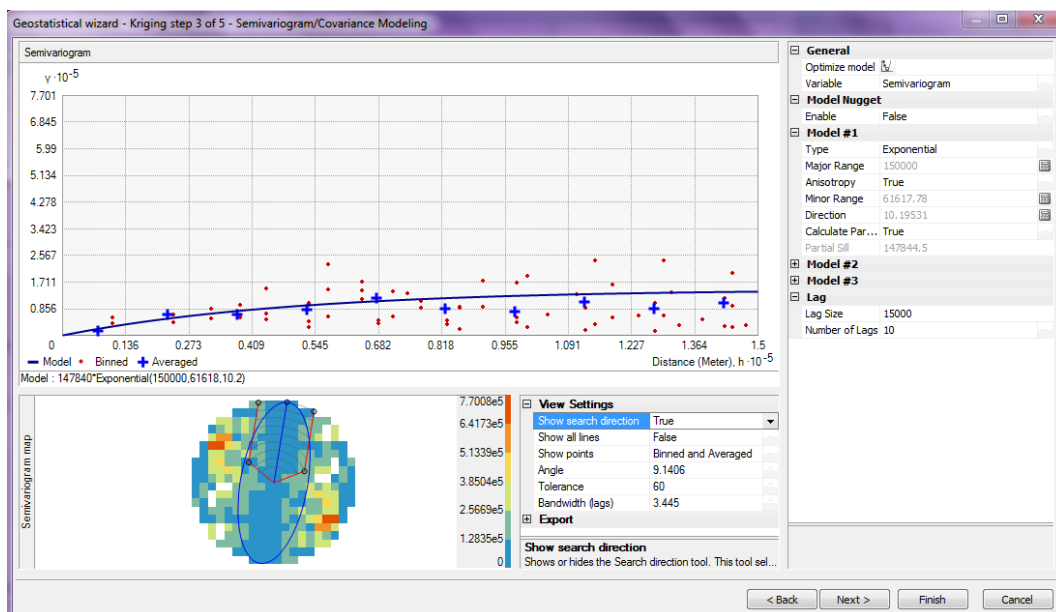 Geostatistical wizard - Kriging step 3 of 5 - Semivariogram/Covariance Modeling
Semivariogram
γ ·10⁻⁵
7.701
6.845
5.99
5.134
4.278
3.423
2.567
1.711
0.856
0 0.136 0.273 0.409 0.545 0.682 0.818 0.955 1.091 1.227 1.364 1.5
Model Binned Averaged Distance (Meter), h ·10⁻⁵
Model : 147840*Exponential(150000,61618,10.2)
Semivariogram map
7.7008e5
6.4173e5
5.1339e5
3.8504e5
2.5669e5
1.2835e5
0
View Settings
Show search direction True
Show all lines False
Show points Binned and Averaged
Angle 9.1406
Tolerance 60
Bandwidth (lags) 3.445
Export
Show search direction
Shows or hides the Search direction tool. This tool sel...
General
Optimize model
Variable Semivariogram
Model Nugget
Enable False
Model #1
Type Exponential
Major Range 150000
Anisotropy True
Minor Range 61617.78
Direction 10.19531
Calculate Par... True
Partial Sill 147844.5
Model #2
Model #3
Lag
Lag Size 15000
Number of Lags 10
< Back Next > Finish Cancel